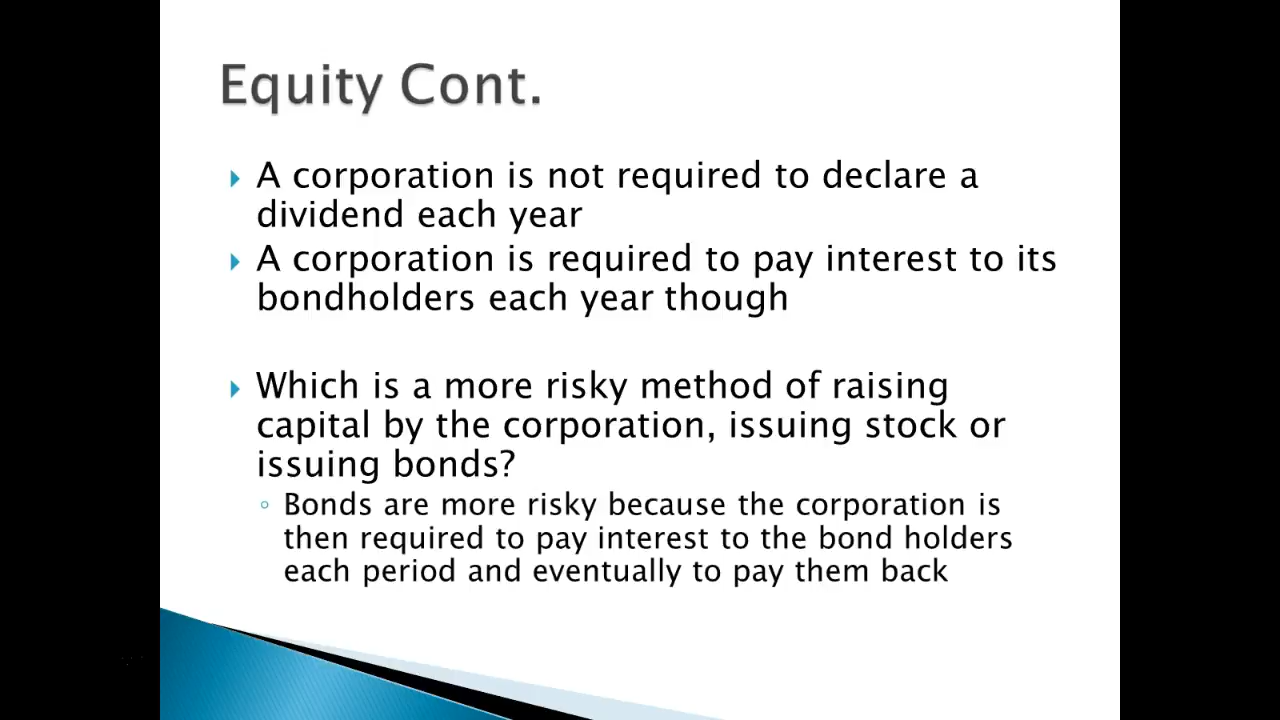 Equity Cont.
A corporation is not required to declare a
dividend each year
A corporation is required to pay interest to its
bondholders each year though
Which is a more risky method of raising
capital by the corporation, issuing stock or
issuing bonds?
Bonds are more risky because the corporation is
then required to pay interest to the bond holders
each period and eventually to pay them back